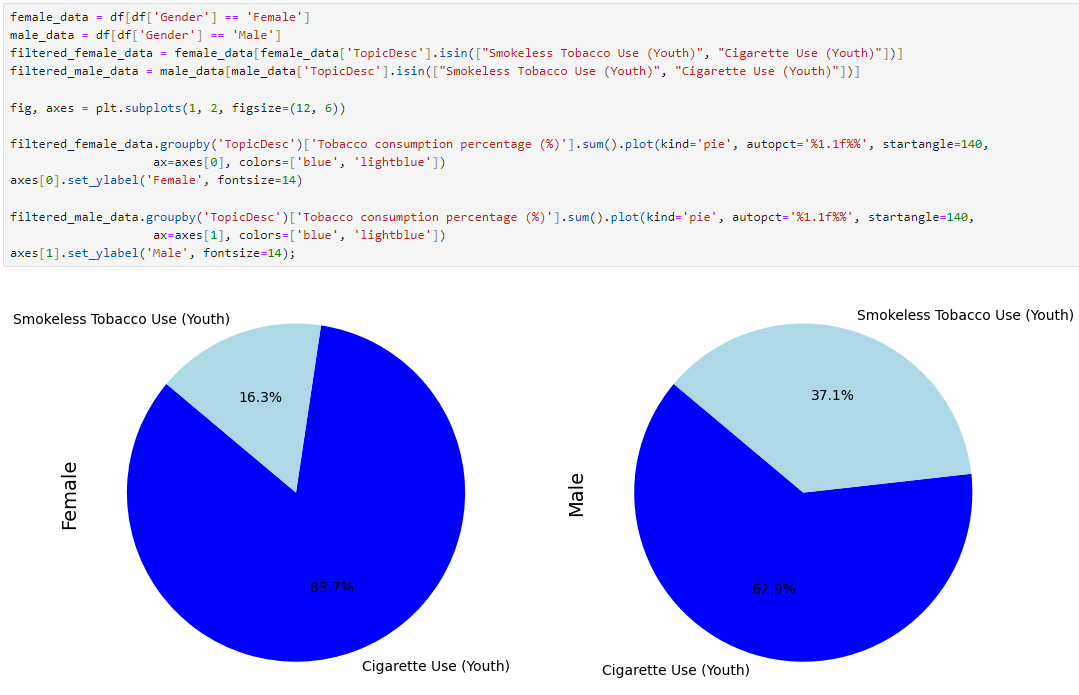 female_data = df[df['Gender'] == 'Female']
male_data = df[df['Gender'] == 'Male']
filtered_female_data = female_data[female_data['TopicDesc'].isin(["Smokeless Tobacco Use (Youth)", "Cigarette Use (Youth)"])]
filtered_male_data = male_data[male_data['TopicDesc'].isin(["Smokeless Tobacco Use (Youth)", "Cigarette Use (Youth)"])]
fig, axes = plt.subplots(1, 2, figsize=(12, 6))
filtered_female_data.groupby('TopicDesc')['Tobacco consumption percentage (%)'].sum().plot(kind='pie', autopct='%1.1f%%', startangle=140,
ax=axes[0], colors=['blue', 'lightblue'])
axes[0].set_ylabel('Female', fontsize=14)
filtered_male_data.groupby('TopicDesc')['Tobacco consumption percentage (%)'].sum().plot(kind='pie', autopct='%1.1f%%', startangle=140,
ax=axes[1], colors=['blue', 'lightblue'])
axes[1].set_ylabel('Male', fontsize=14);
Smokeless Tobacco Use (Youth)
16.3%
Female
83.7%
Cigarette Use (Youth)
Smokeless Tobacco Use (Youth)
37.1%
Male
62.9%
Cigarette Use (Youth)